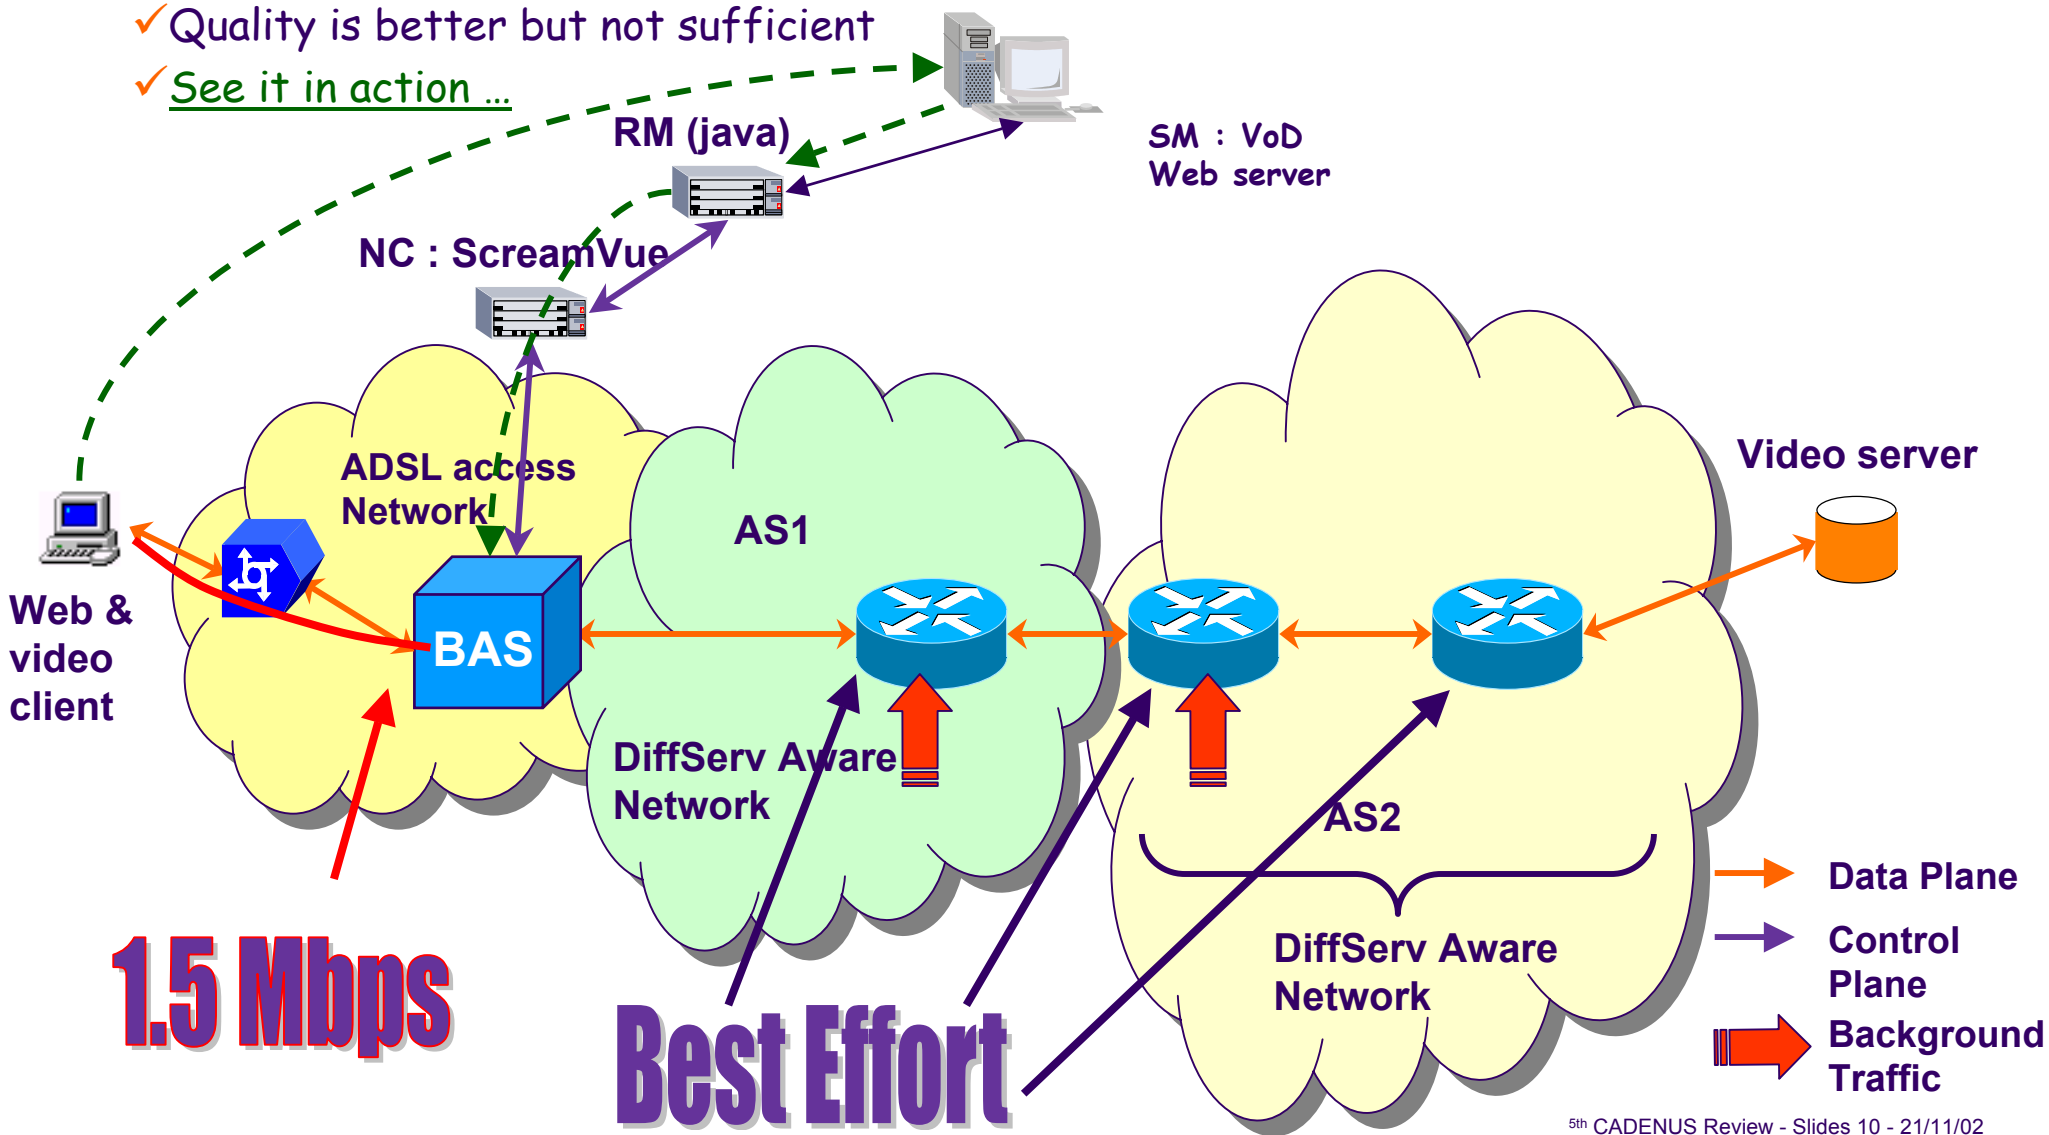 ✓Quality is better but not sufficient
✓See it in action …
RM (java)
SM : VoD
Web server
NC : ScreamVue
ADSL access
Network
AS1
Video server
Web &
video
client
BAS
DiffServ Aware
Network
AS2
1.5 Mbps
Best Effort
DiffServ Aware
Network
Data Plane
Control
Plane
Background
Traffic
5th CADENUS Review - Slides 10 - 21/11/02